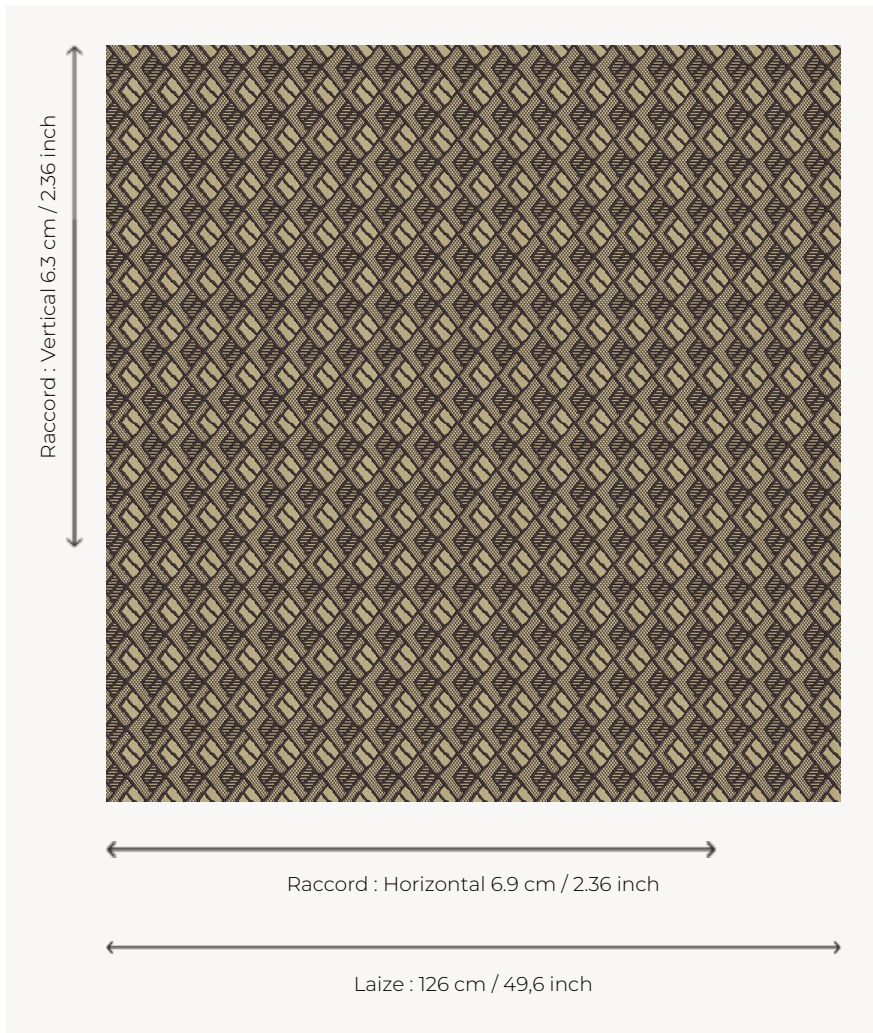 Raccord : Vertical 6.3 cm / 2.36 inch
Raccord : Horizontal 6.9 cm / 2.36 inch
Laize : 126 cm / 49,6 inch